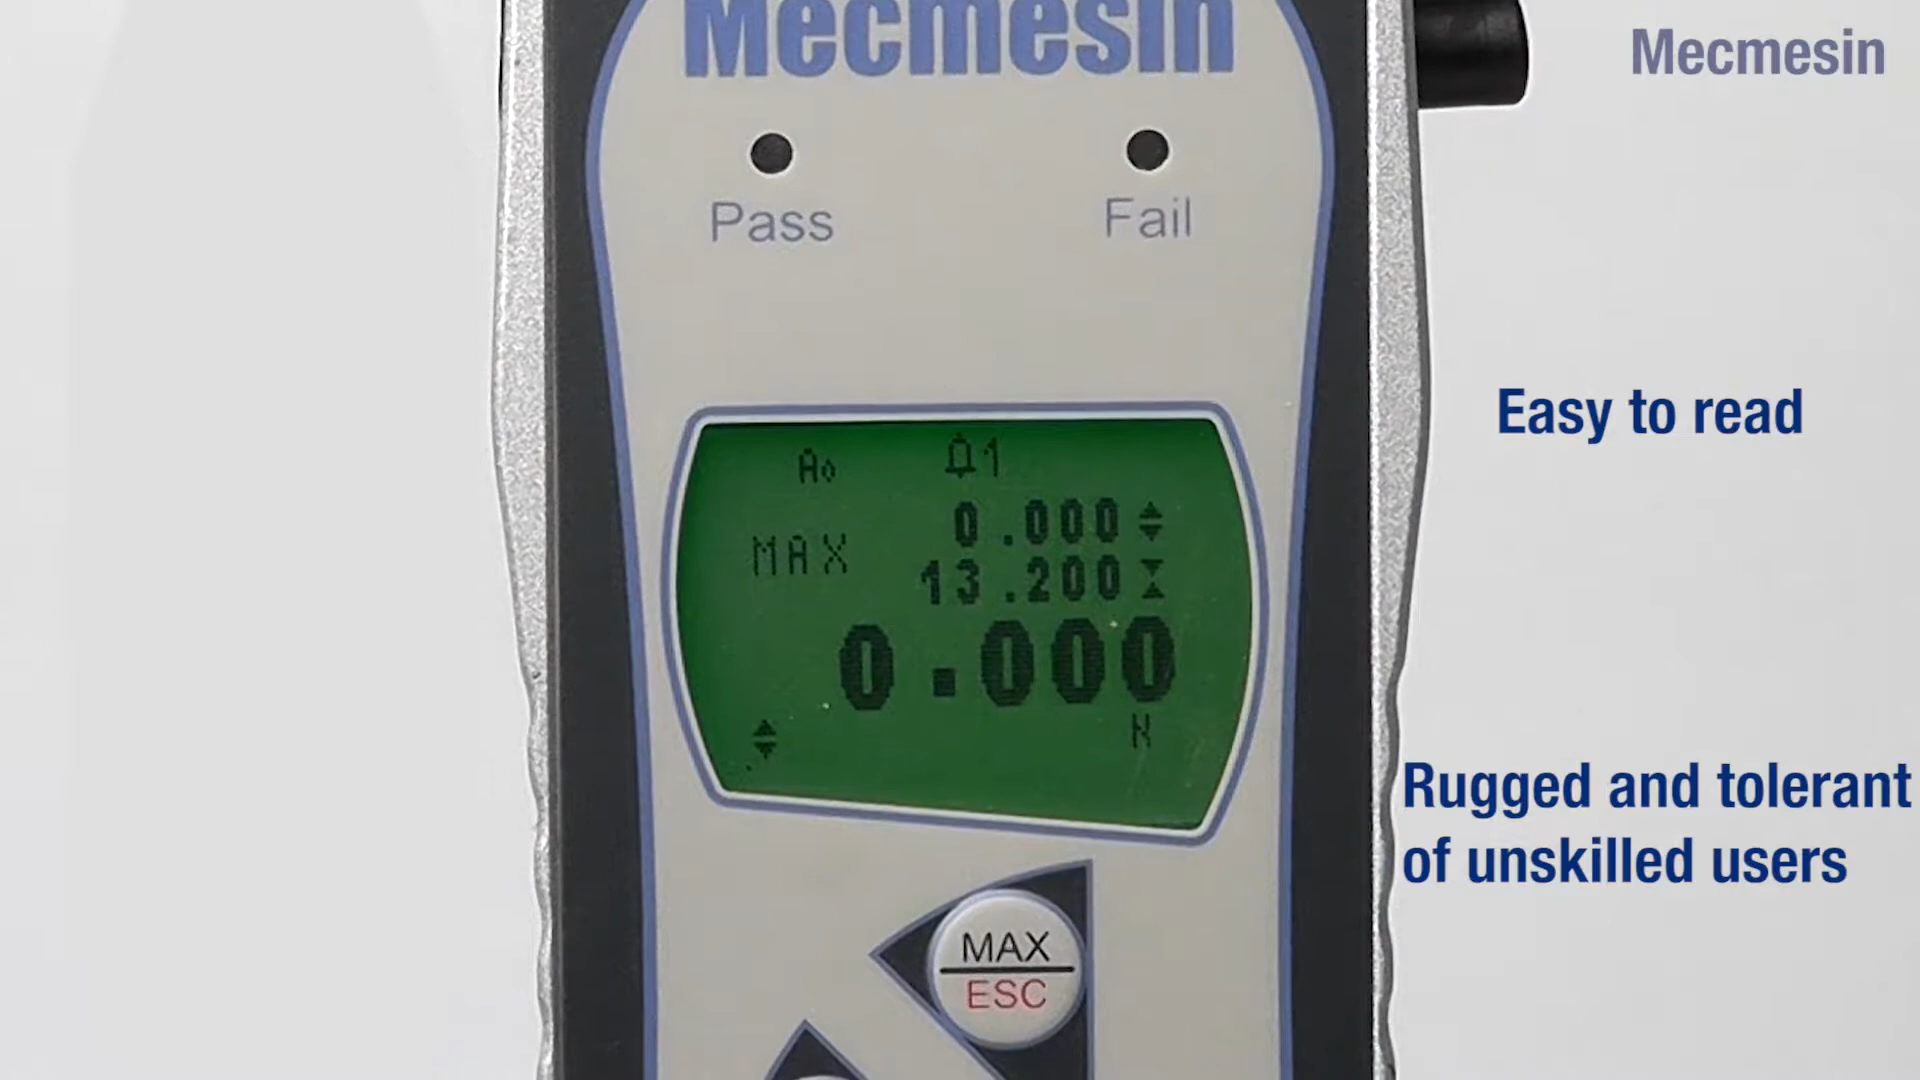 Mecmesin
Mecmesin
Pass
Fail
Easy to read
1
0.000
MAX
13.200
0.000
N
Rugged and tolerant
of unskilled users
MAX
ESC